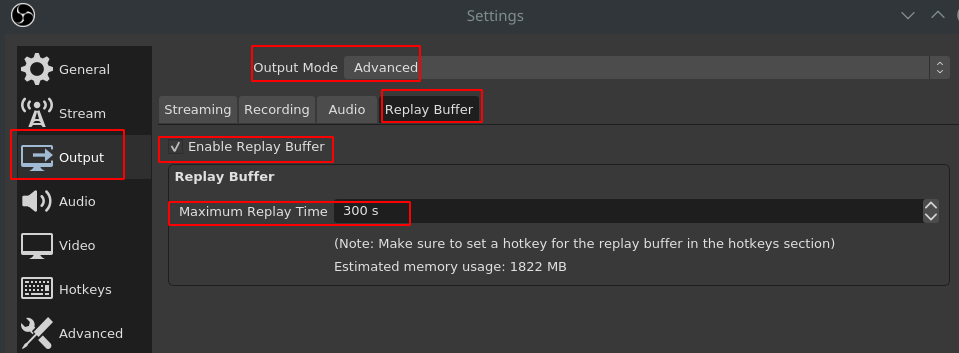 Settings
General
Stream
Output
Audio
Video
Hotkeys
Advanced
Output Mode Advanced
Streaming Recording Audio Replay Buffer
Enable Replay Buffer
Replay Buffer
Maximum Replay Time 300 s
(Note: Make sure to set a hotkey for the replay buffer in the hotkeys section)
Estimated memory usage: 1822 MB